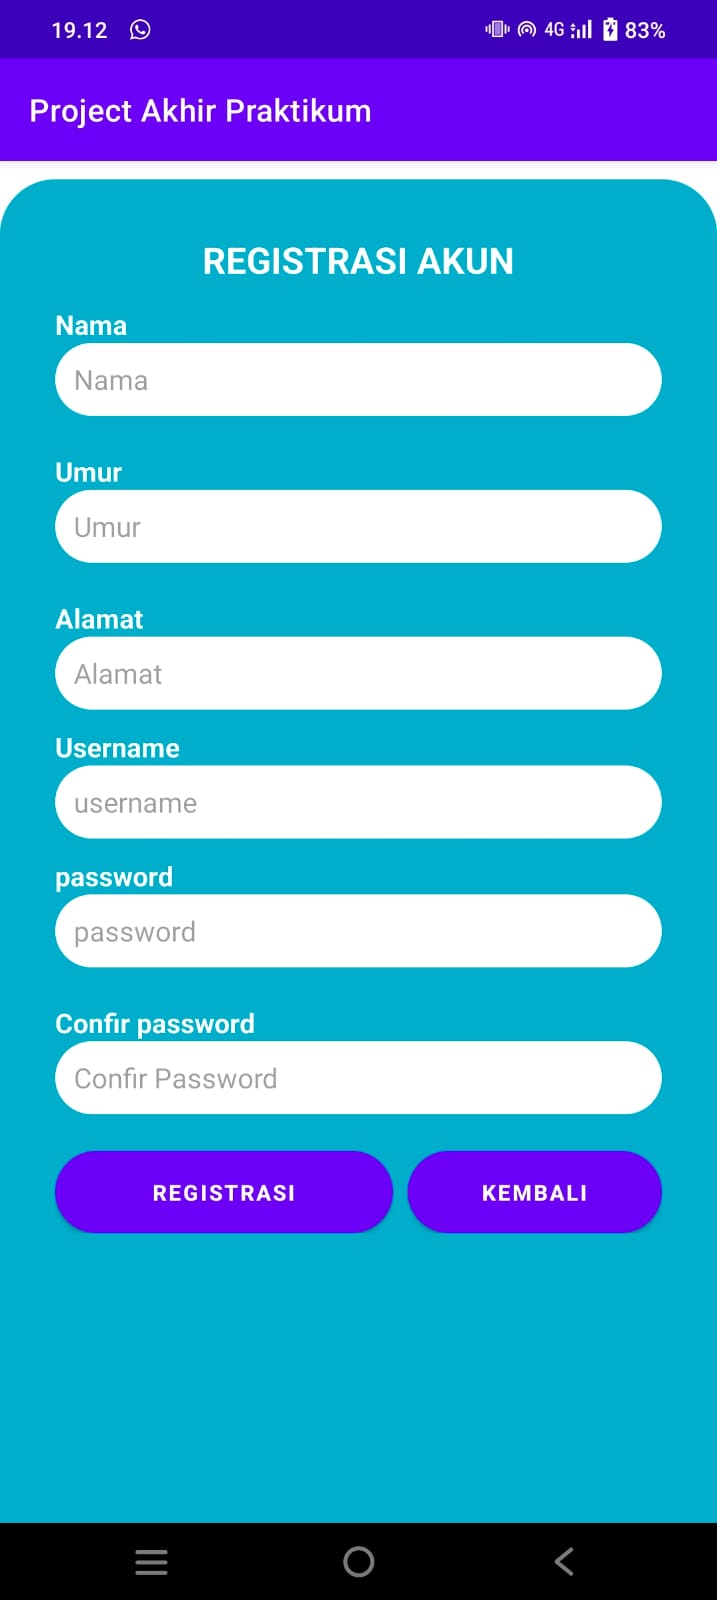 19.12
4G 83%
Project Akhir Praktikum
REGISTRASI AKUN
Nama
Nama
Umur
Umur
Alamat
Alamat
Username
username
password
password
Confir password
Confir Password
REGISTRASI KEMBALI